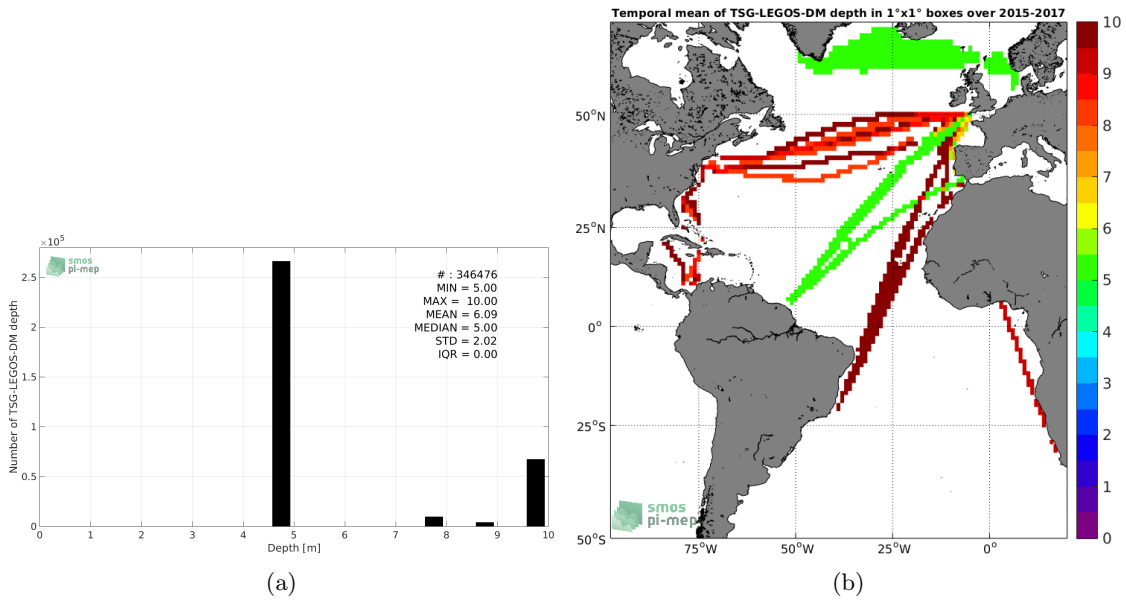 ×10⁵
smos
pi-mep
# : 346476
MIN = 5.00
MAX = 10.00
MEAN = 6.09
MEDIAN = 5.00
STD = 2.02
IQR = 0.00
Number of TSG-LEGOS-DM depth
2.5
2
1.5
1
0.5
0
0 1 2 3 4 5 6 7 8 9 10
Depth [m]
(a)
Temporal mean of TSG-LEGOS-DM depth in 1°x1° boxes over 2015-2017
50°N
25°N
0°
25°S
50°S
75°W 50°W 25°W 0°
smos
pi-mep
10
9
8
7
6
5
4
3
2
1
0
(b)